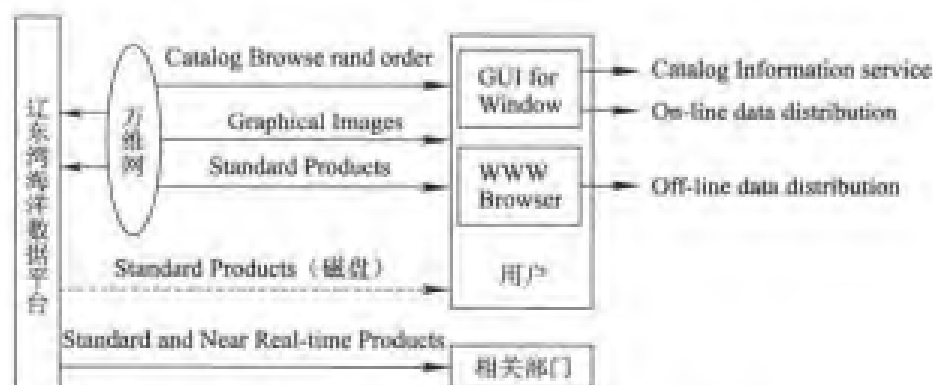 Catalog Browse rand order
GUI for
Window
Catalog Information service
On-line data distribution
万维网
Graphical Images
Standard Products
WWW
Browser
Off-line data distribution
辽东湾海洋数据平台
Standard Products（磁盘）
用户
Standard and Near Real-time Products
相关部门